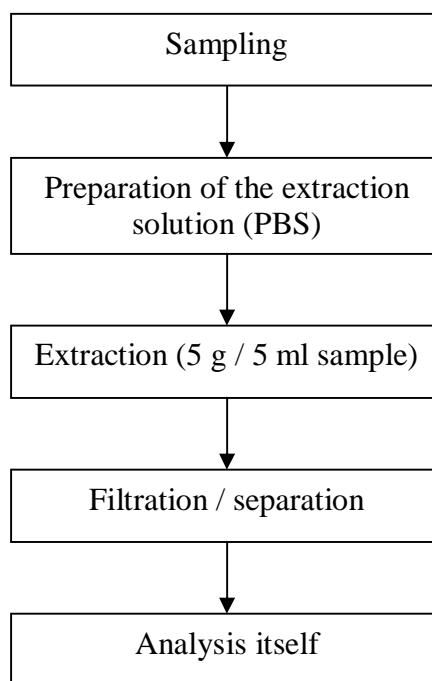 Sampling
Preparation of the extraction
solution (PBS)
Extraction (5 g / 5 ml sample)
Filtration / separation
Analysis itself